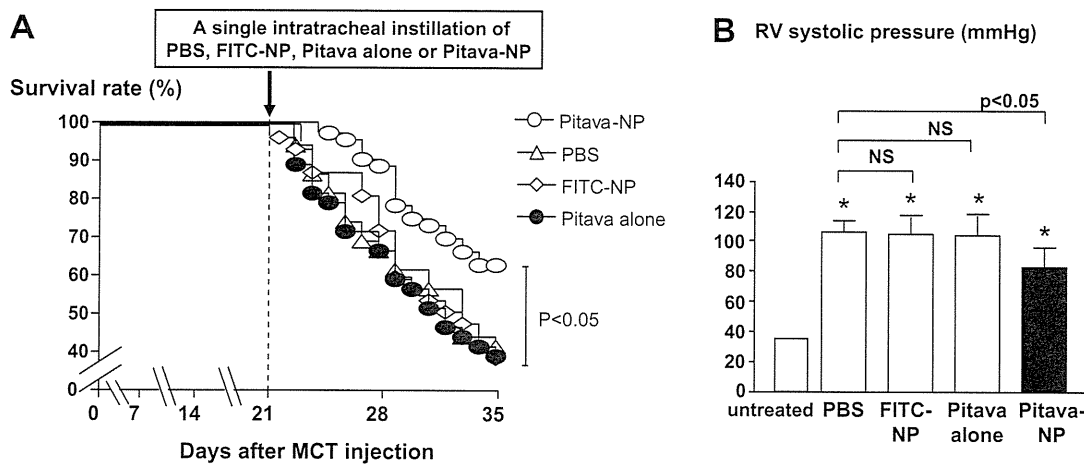 A
A single intratracheal instillation of
PBS, FITC-NP, Pitava alone or Pitava-NP
Survival rate (%)
100
90
80
70
60
50
40
0
0
7
14
21
28
35
Days after MCT injection
Pitava-NP
PBS
FITC-NP
Pitava alone
P<0.05
B
RV systolic pressure (mmHg)
p<0.05
NS
NS
140
120
100
80
60
40
20
0
*
*
*
*
untreated
PBS
FITC-
NP
Pitava
alone
Pitava-
NP